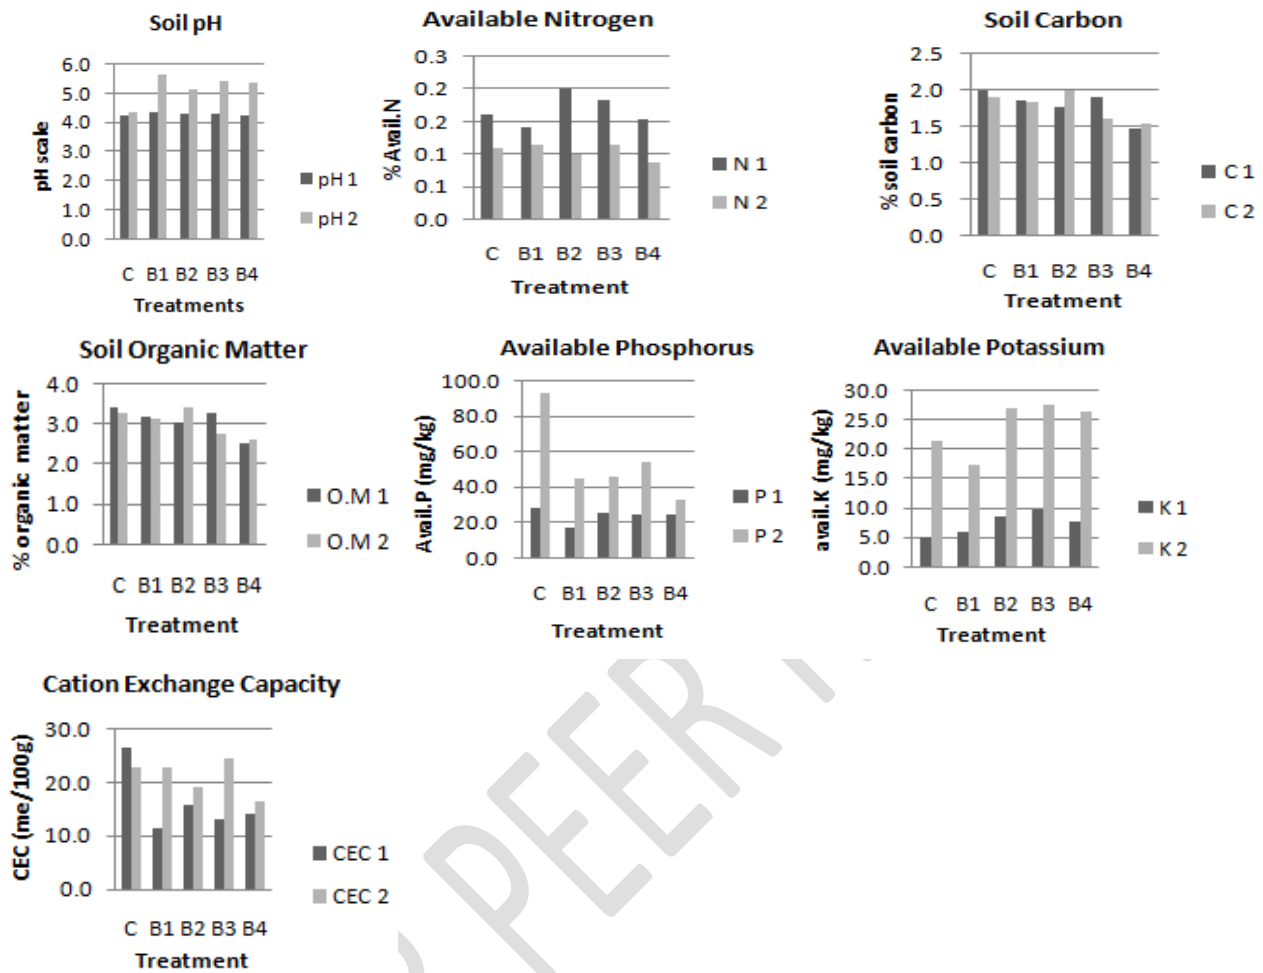 Soil pH
6.0
5.0
4.0
3.0
2.0
1.0
0.0
pH scale
C B1 B2 B3 B4
Treatments
pH 1
pH 2
Available Nitrogen
0.3
0.2
0.2
0.1
0.1
0.0
% Avail.N
C B1 B2 B3 B4
Treatment
N 1
N 2
Soil Carbon
2.5
2.0
1.5
1.0
0.5
0.0
% soil carbon
C B1 B2 B3 B4
Treatment
C 1
C 2
Soil Organic Matter
4.0
3.0
2.0
1.0
0.0
% organic matter
C B1 B2 B3 B4
Treatment
O.M 1
O.M 2
Available Phosphorus
100.0
80.0
60.0
40.0
20.0
0.0
Avail.P (mg/kg)
C B1 B2 B3 B4
Treatment
P 1
P 2
Available Potassium
30.0
25.0
20.0
15.0
10.0
5.0
0.0
avail.K (mg/kg)
C B1 B2 B3 B4
Treatment
K 1
K 2
Cation Exchange Capacity
30.0
20.0
10.0
0.0
CEC (me/100g)
C B1 B2 B3 B4
Treatment
CEC 1
CEC 2
PEER